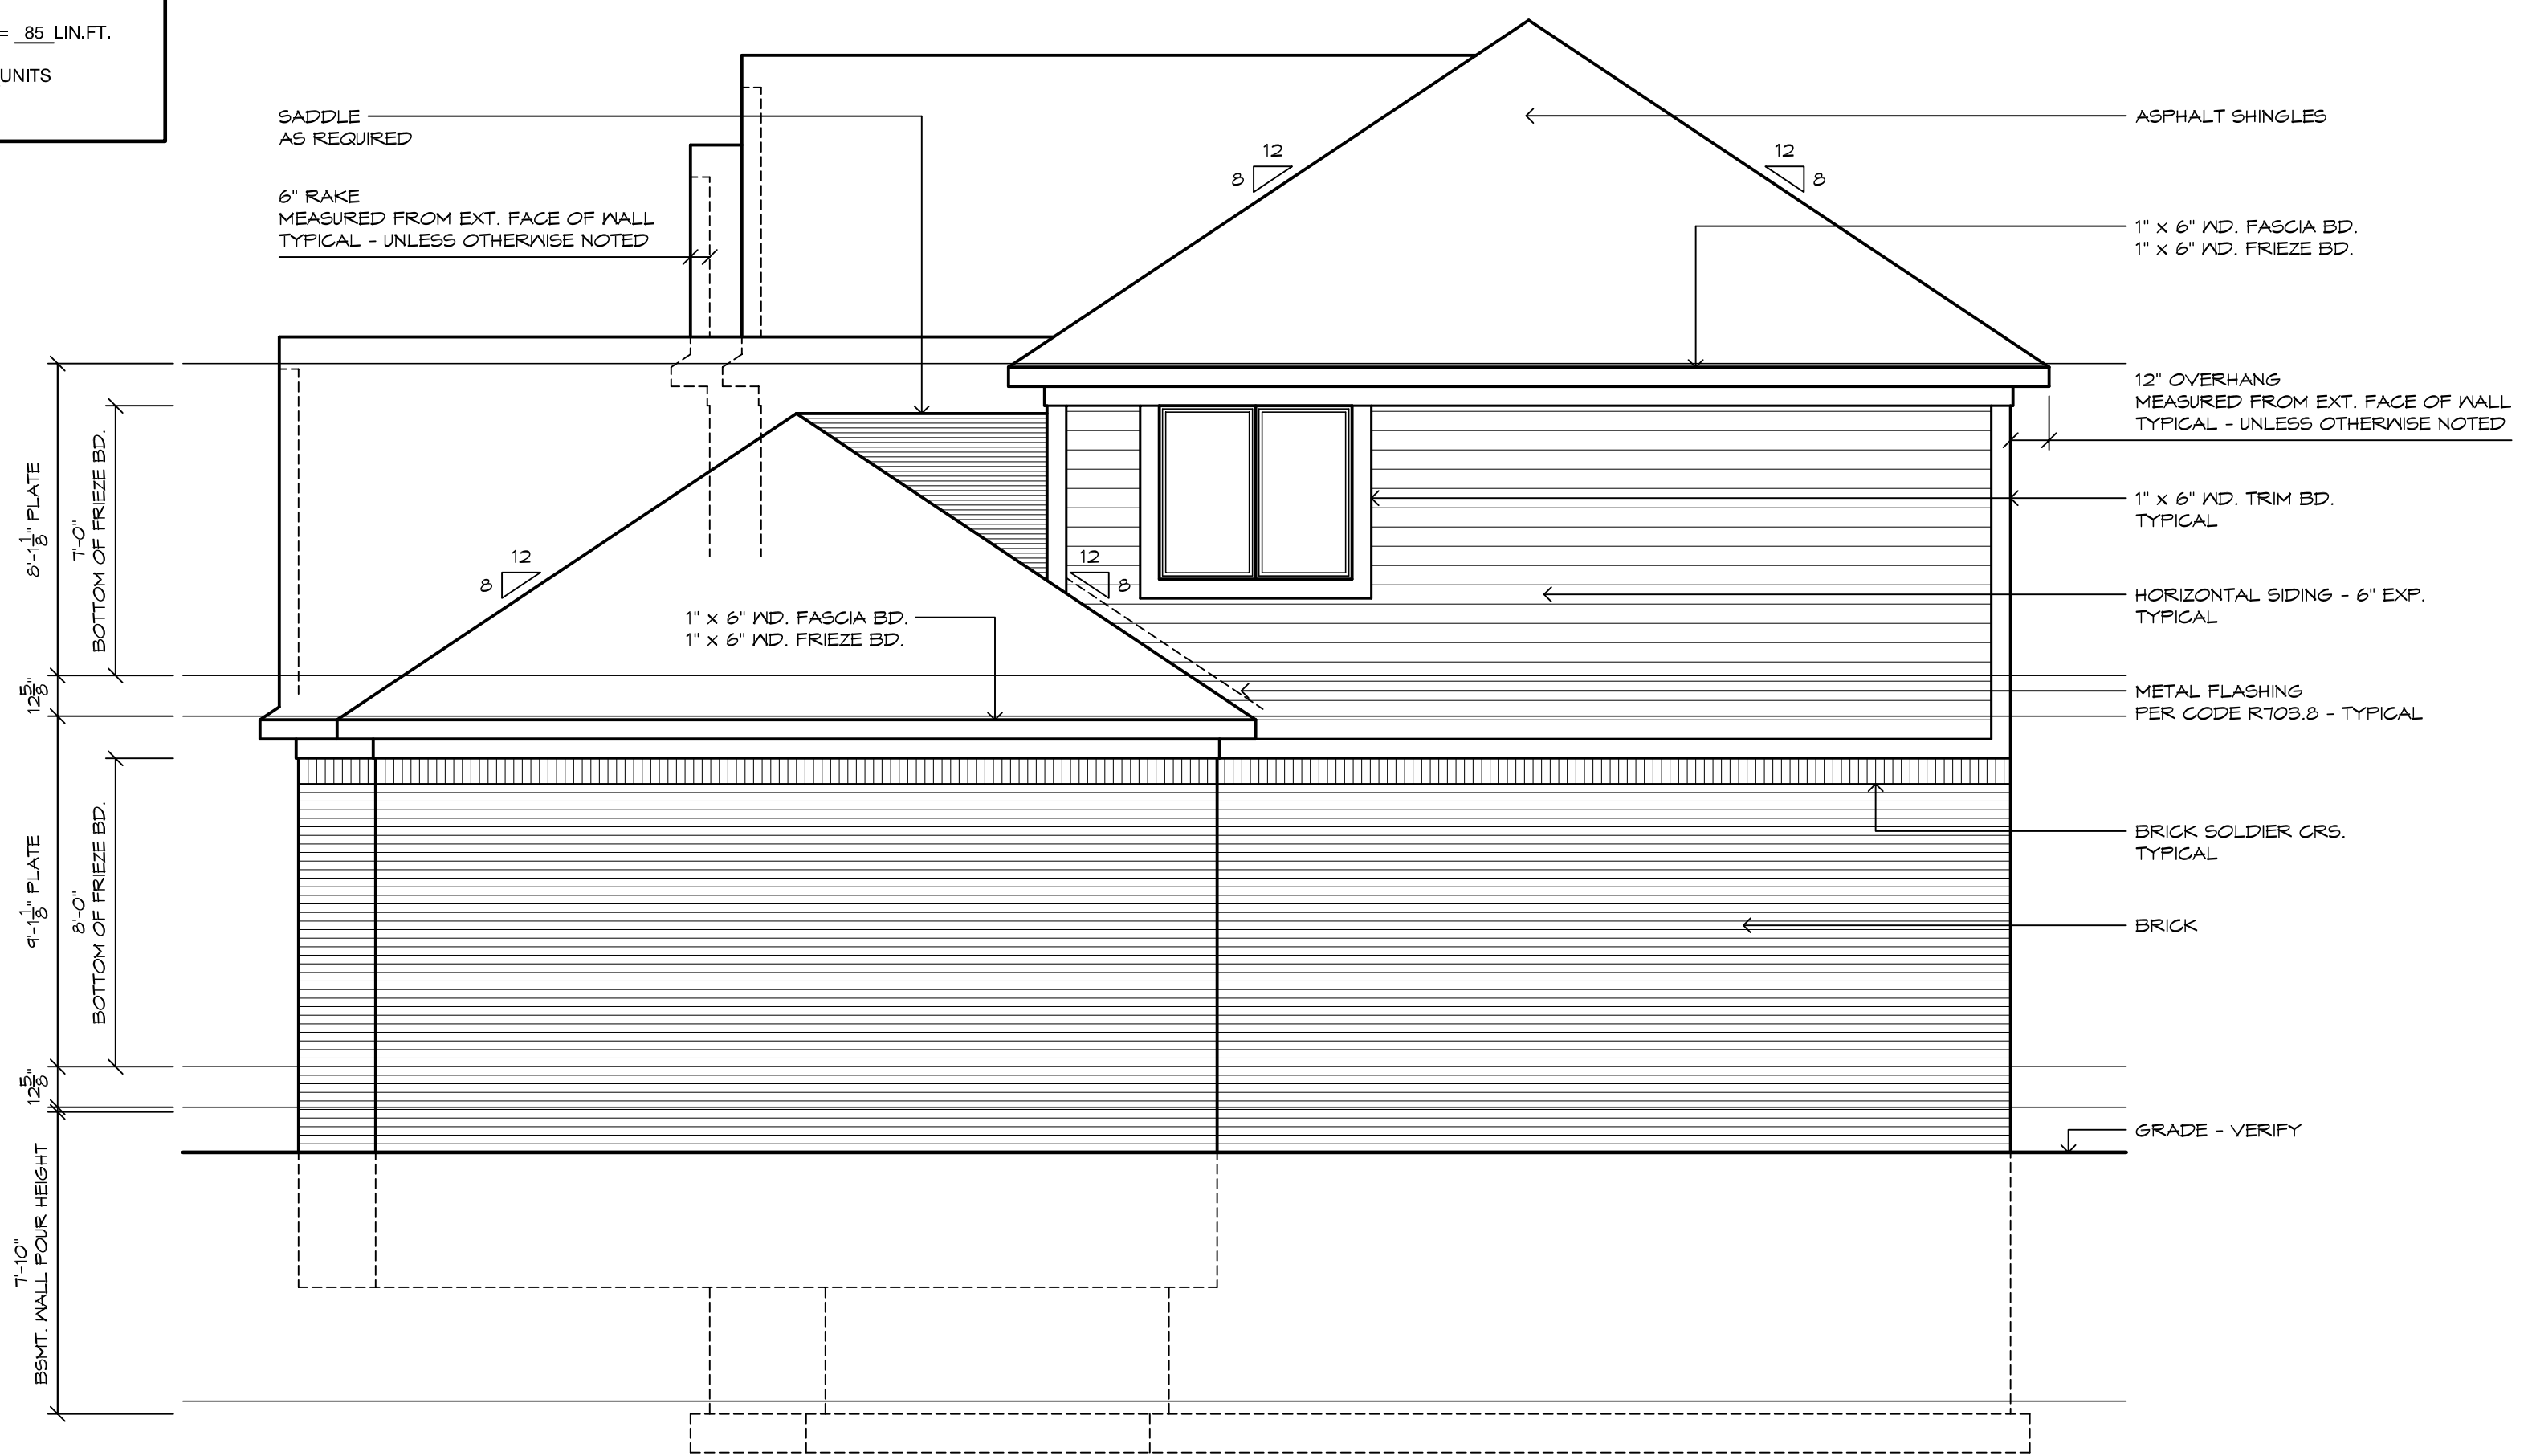 = 85 LIN.FT.
UNITS
SADDLE
AS REQUIRED
6" RAKE
MEASURED FROM EXT. FACE OF WALL
TYPICAL - UNLESS OTHERWISE NOTED
12
8
12
8
ASPHALT SHINGLES
1" x 6" WD. FASCIA BD.
1" x 6" WD. FRIEZE BD.
12" OVERHANG
MEASURED FROM EXT. FACE OF WALL
TYPICAL - UNLESS OTHERWISE NOTED
1" x 6" WD. TRIM BD.
TYPICAL
12
8
12
8
HORIZONTAL SIDING - 6" EXP.
TYPICAL
1" x 6" WD. FASCIA BD.
1" x 6" WD. FRIEZE BD.
METAL FLASHING
PER CODE R703.8 - TYPICAL
BRICK SOLDIER CRS.
TYPICAL
BRICK
GRADE - VERIFY
8'-1 1/8" PLATE
7'-0"
BOTTOM OF FRIEZE BD.
12 5/8"
9'-1 1/8" PLATE
8'-0"
BOTTOM OF FRIEZE BD.
12 5/8"
7'-10"
BSMT. WALL POUR HEIGHT